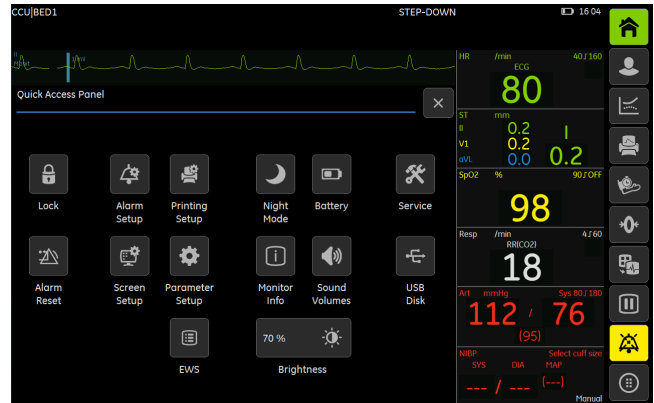 CCU|BED1
STEP-DOWN
16 04
II
1 mV
Monit
Quick Access Panel
Lock
Alarm Setup
Printing Setup
Night Mode
Battery
Service
Alarm Reset
Screen Setup
Parameter Setup
Monitor Info
Sound Volumes
USB Disk
EWS
70 %
Brightness
HR /min 40 160
ECG
80
ST mm
II 0.2 I
V1 0.2
aVL 0.0 0.2
SpO2 % 90 OFF
98
Resp /min 4 60
RR(CO2)
18
Art mmHg Sys 80 180
112 / 76
(95)
NIBP Select cuff size
SYS DIA MAP
--- / --- (---)
Manual